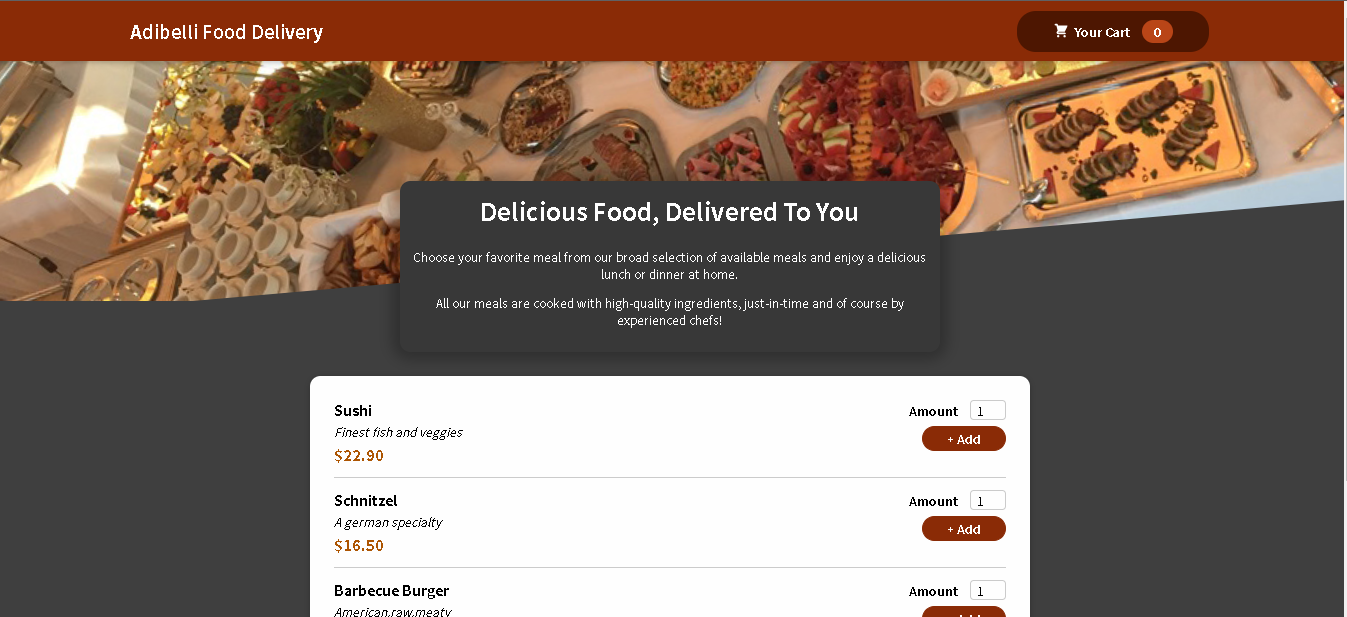 Adibelli Food Delivery
Your Cart 0
Delicious Food, Delivered To You
Choose your favorite meal from our broad selection of available meals and enjoy a delicious
lunch or dinner at home.
All our meals are cooked with high-quality ingredients, just-in-time and of course by
experienced chefs!
Sushi
Amount 1
Finest fish and veggies
+ Add
$22.90
Schnitzel
Amount 1
A german specialty
+ Add
$16.50
Barbecue Burger
Amount 1
American,raw,meaty